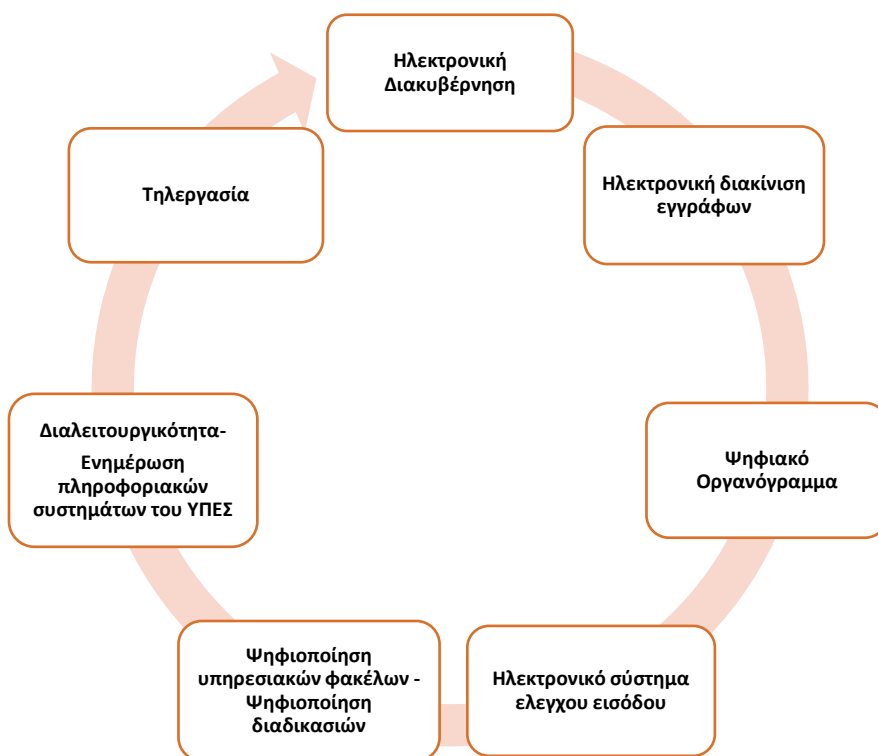 Ηλεκτρονική
Διακυβέρνηση
Ηλεκτρονική διακίνιση
εγγράφων
Ψηφιακό
Οργανόγραμμα
Ηλεκτρονικό σύστημα
ελεγχου εισόδου
Ψηφιοποίηση
υπηρεσιακών φακέλων -
Ψηφιοποίηση
διαδικασιών
Διαλειτουργικότητα-
Ενημέρωση
πληροφοριακών
συστημάτων του ΥΠΕΣ
Τηλεργασία